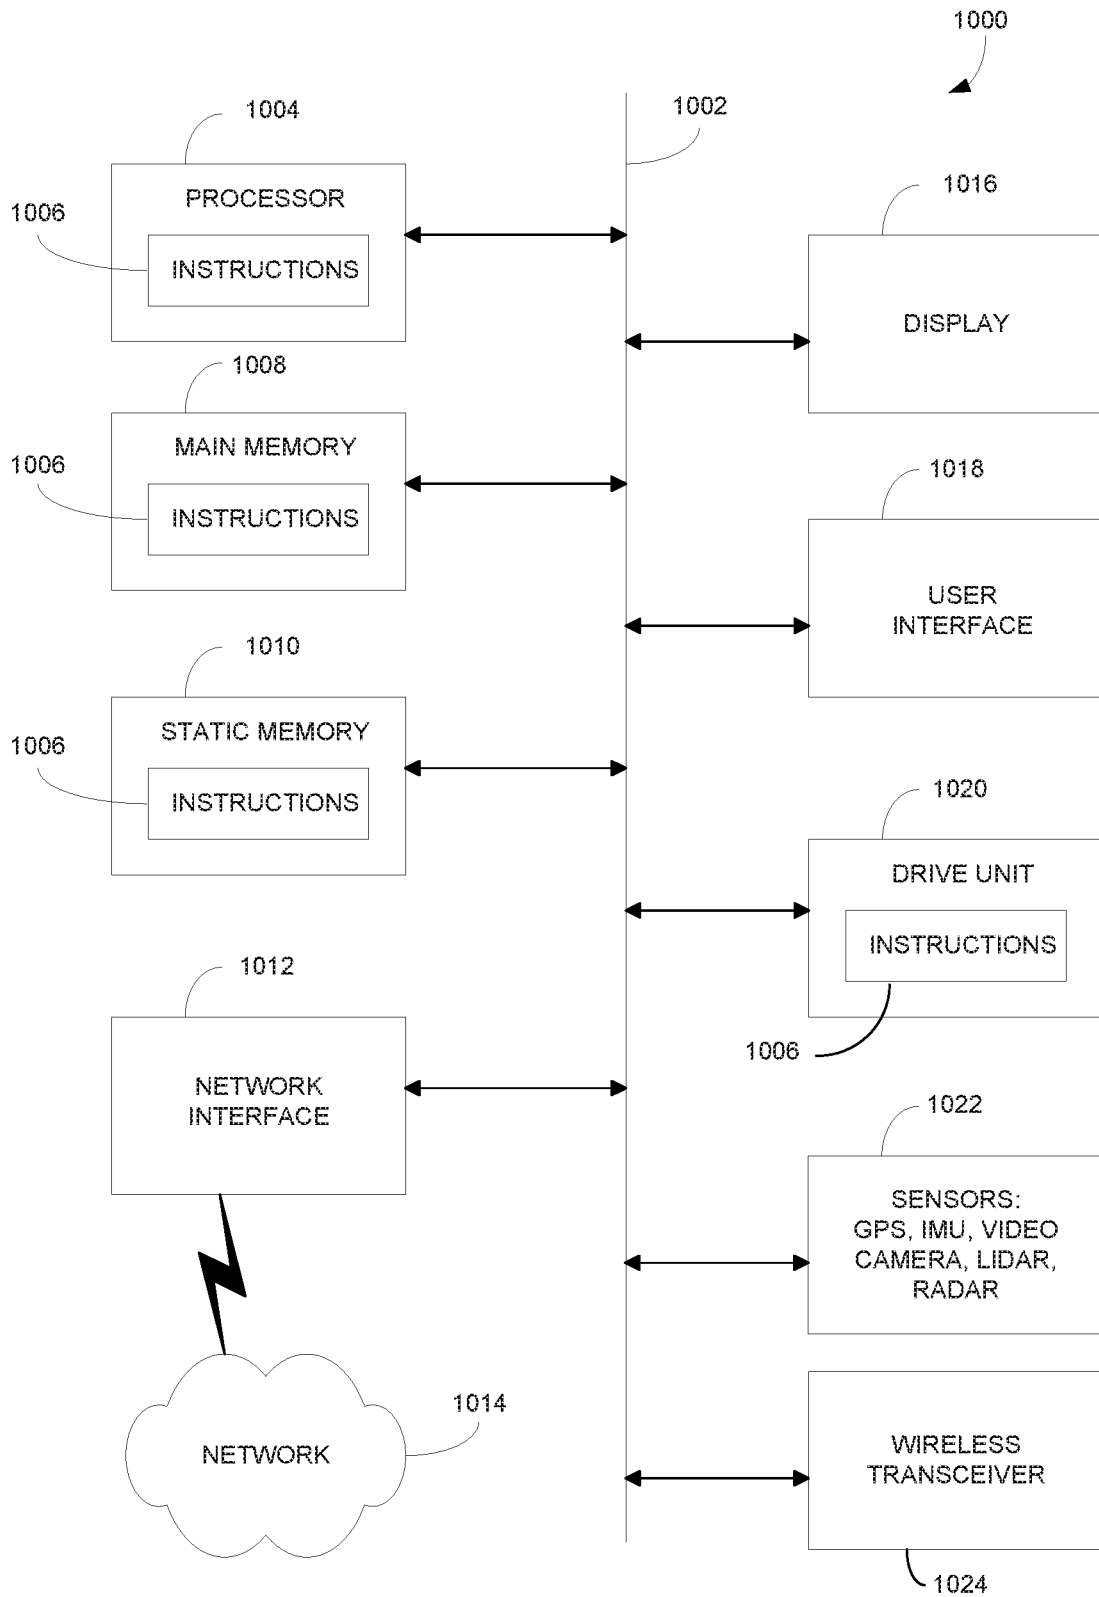 1000
1002
1004
PROCESSOR
1006
INSTRUCTIONS
1008
MAIN MEMORY
1006
INSTRUCTIONS
1010
STATIC MEMORY
1006
INSTRUCTIONS
1012
NETWORK
INTERFACE
NETWORK
1014
1016
DISPLAY
1018
USER
INTERFACE
1020
DRIVE UNIT
INSTRUCTIONS
1006
1022
SENSORS:
GPS, IMU, VIDEO
CAMERA, LIDAR,
RADAR
WIRELESS
TRANSCEIVER
1024